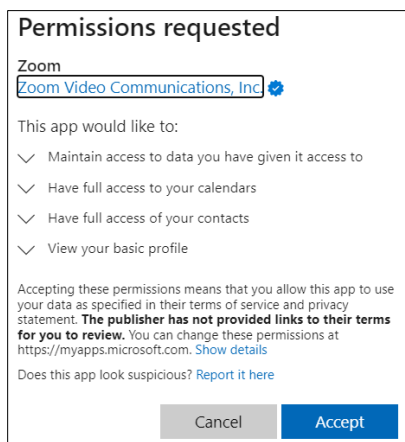 Permissions requested
Zoom
Zoom Video Communications, Inc.
This app would like to:
Maintain access to data you have given it access to
Have full access to your calendars
Have full access of your contacts
View your basic profile
Accepting these permissions means that you allow this app to use
your data as specified in their terms of service and privacy
statement. The publisher has not provided links to their terms
for you to review. You can change these permissions at
https://myapps.microsoft.com. Show details
Does this app look suspicious? Report it here
Cancel Accept